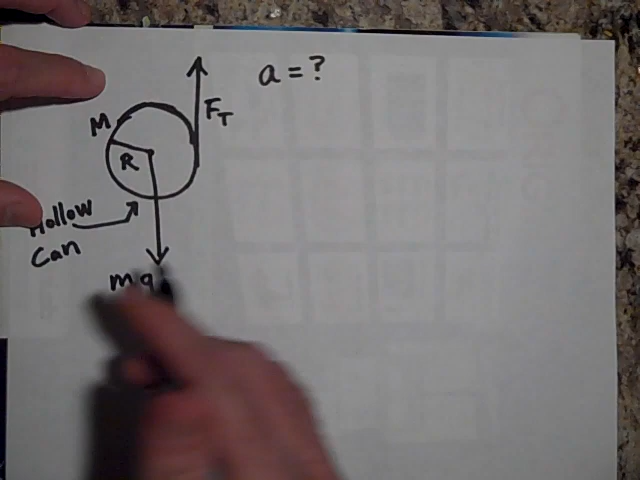 a = ?
M
F_T
R
Hollow
Can
mg